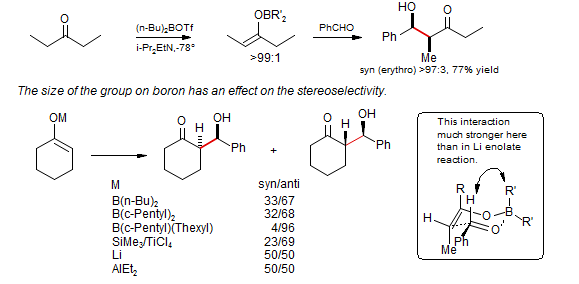 O
(n-Bu)2BOTf
i-Pr2EtN,-78°
OBR'2
>99:1
PhCHO
HO
O
Ph
Me
syn (erythro) >97:3, 77% yield
The size of the group on boron has an effect on the stereoselectivity.
OM
O
H
OH
Ph
+
O
H
OH
Ph
M
syn/anti
B(n-Bu)2
33/67
B(c-Pentyl)2
32/68
B(c-Pentyl)(Thexyl)
4/96
SiMe3/TiCl4
23/69
Li
50/50
AlEt2
50/50
This interaction
much stronger here
than in Li enolate
reaction.
R
H
R'
H
O
B
R'
O
Ph
Me